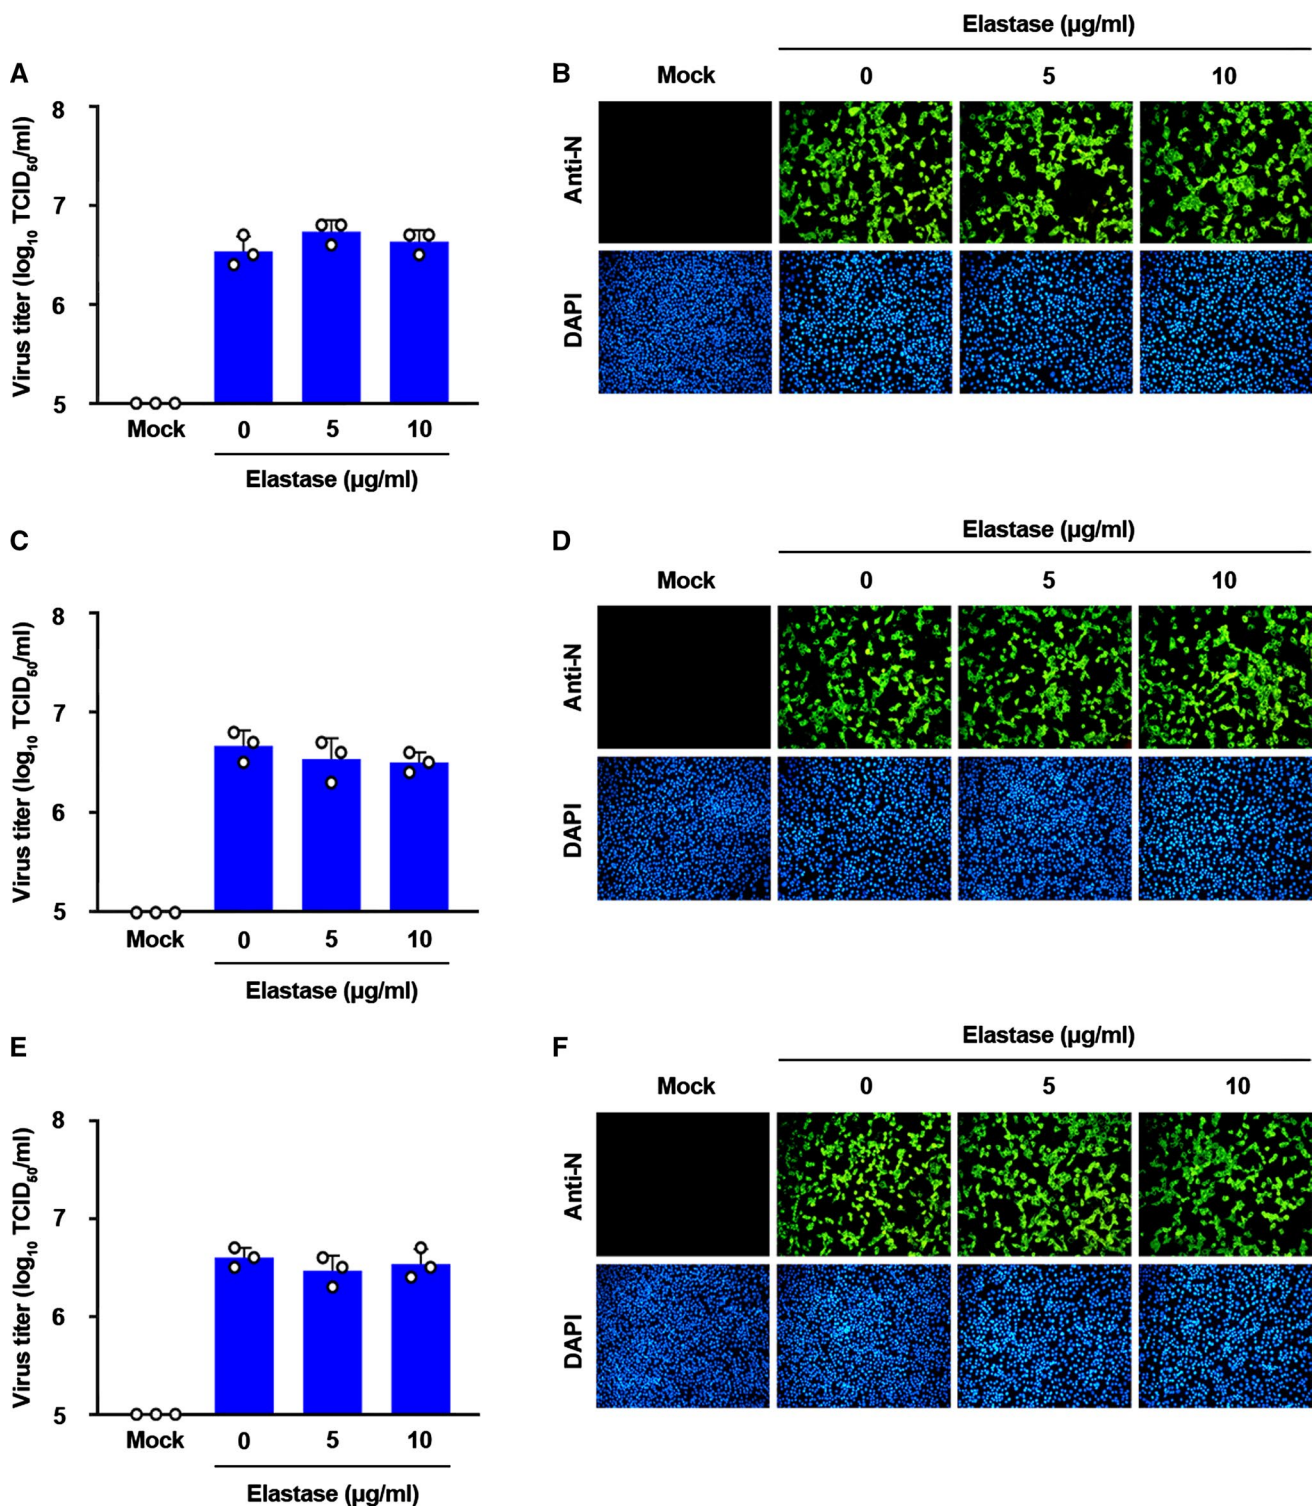 A
Virus titer (log10 TCID50/ml)
8
7
6
5
Mock 0 5 10
Elastase (µg/ml)
B
Elastase (µg/ml)
Mock 0 5 10
Anti-N
DAPI
C
Virus titer (log10 TCID50/ml)
8
7
6
5
Mock 0 5 10
Elastase (µg/ml)
D
Elastase (µg/ml)
Mock 0 5 10
Anti-N
DAPI
E
Virus titer (log10 TCID50/ml)
8
7
6
5
Mock 0 5 10
Elastase (µg/ml)
F
Elastase (µg/ml)
Mock 0 5 10
Anti-N
DAPI